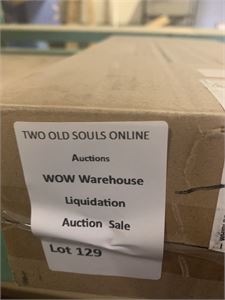 TWO OLD SOULS ONLINE
Auctions
WOW Warehouse
Liquidation
Auction Sale
Lot 129